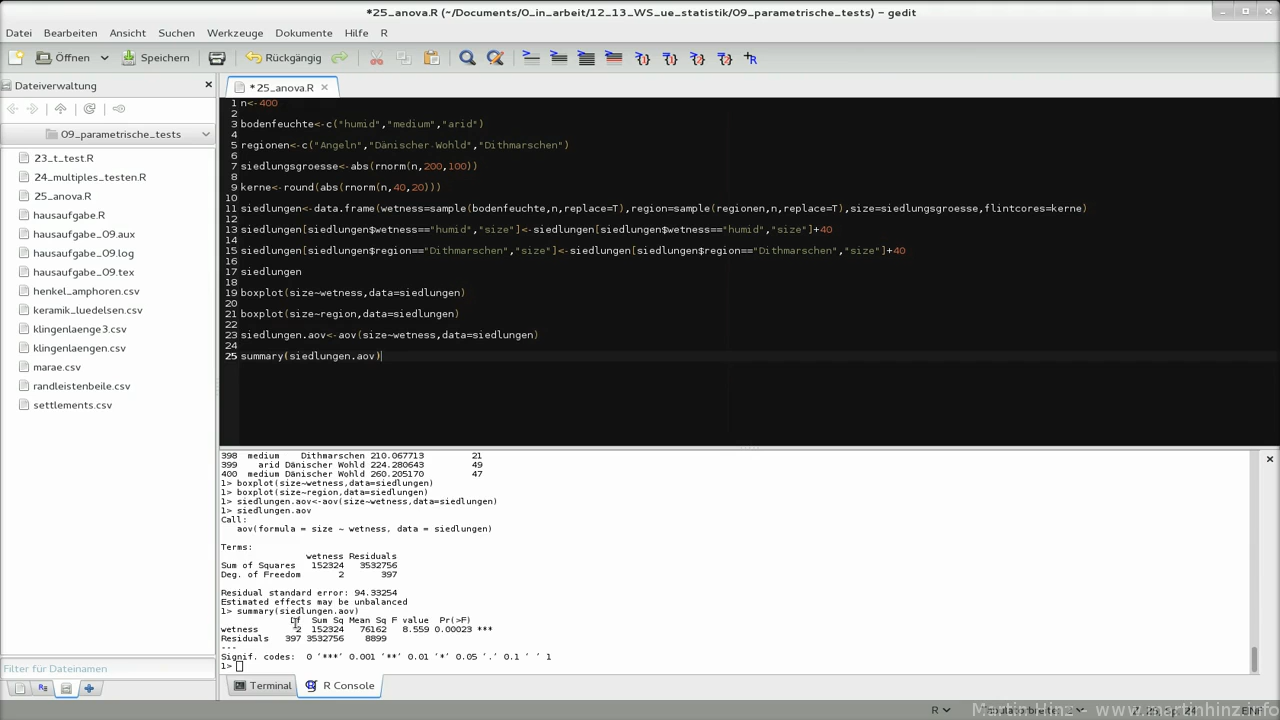 *25_anova.R (~/Documents/0_in_arbeit/12_13_WS_ue_statistik/09_parametrische_tests) – gedit
Datei Bearbeiten Ansicht Suchen Werkzeuge Dokumente Hilfe R
Öffnen Speichern Rückgängig
Dateiverwaltung
09_parametrische_tests
23_t_test.R
24_multiples_testen.R
25_anova.R
hausaufgabe.R
hausaufgabe_09.aux
hausaufgabe_09.log
hausaufgabe_09.tex
henkel_amphoren.csv
keramik_luedelsen.csv
klingenlaenge3.csv
klingenlaengen.csv
marae.csv
randleistenbeile.csv
settlements.csv
Filter für Dateinamen
*25_anova.R
1 n<-400
2
3 bodenfeuchte<-c("humid","medium","arid")
4
5 regionen<-c("Angeln","Dänischer Wohld","Dithmarschen")
6
7 siedlungsgroesse<-abs(rnorm(n,200,100))
8
9 kerne<-round(abs(rnorm(n,40,20)))
10
11 siedlungen<-data.frame(wetness=sample(bodenfeuchte,n,replace=T),region=sample(regionen,n,replace=T),size=siedlungsgroesse,flintcores=kerne)
12
13 siedlungen[siedlungen$wetness=="humid","size"]<-siedlungen[siedlungen$wetness=="humid","size"]+40
14
15 siedlungen[siedlungen$region=="Dithmarschen","size"]<-siedlungen[siedlungen$region=="Dithmarschen","size"]+40
16
17 siedlungen
18
19 boxplot(size~wetness,data=siedlungen)
20
21 boxplot(size~region,data=siedlungen)
22
23 siedlungen.aov<-aov(size~wetness,data=siedlungen)
24
25 summary(siedlungen.aov)
398 medium Dithmarschen 210.067713 21
399 arid Dänischer Wohld 224.280643 49
400 medium Dänischer Wohld 260.205170 47
1> boxplot(size~wetness,data=siedlungen)
1> boxplot(size~region,data=siedlungen)
1> siedlungen.aov<-aov(size~wetness,data=siedlungen)
1> siedlungen.aov
Call:
aov(formula = size ~ wetness, data = siedlungen)
Terms:
wetness Residuals
Sum of Squares 152324 3532756
Deg. of Freedom 2 397
Residual standard error: 94.33254
Estimated effects may be unbalanced
1> summary(siedlungen.aov)
Df Sum Sq Mean Sq F value Pr(>F)
wetness 2 152324 76162 8.559 0.00023 ***
Residuals 397 3532756 8899
---
Signif. codes: 0 '***' 0.001 '**' 0.01 '*' 0.05 '.' 0.1 ' ' 1
1>
Terminal R Console
R
Martin Hinz - www.martinhinz.info